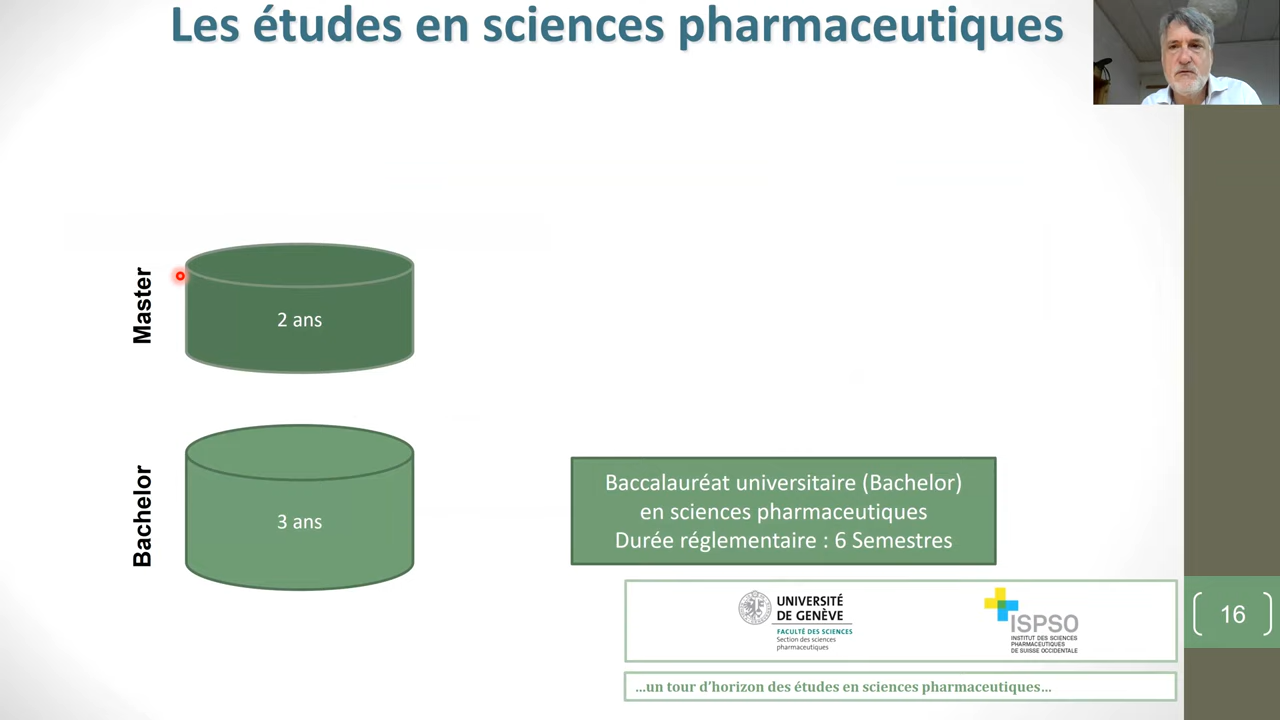 Les études en sciences pharmaceutiques
Master
2 ans
Bachelor
3 ans
Baccalauréat universitaire (Bachelor)
en sciences pharmaceutiques
Durée réglementaire : 6 Semestres
UNIVERSITÉ
DE GENÈVE
FACULTÉ DES SCIENCES
Section des sciences
pharmaceutiques
ISPSO
INSTITUT DES SCIENCES
PHARMACEUTIQUES
DE SUISSE OCCIDENTALE
16
...un tour d'horizon des études en sciences pharmaceutiques...